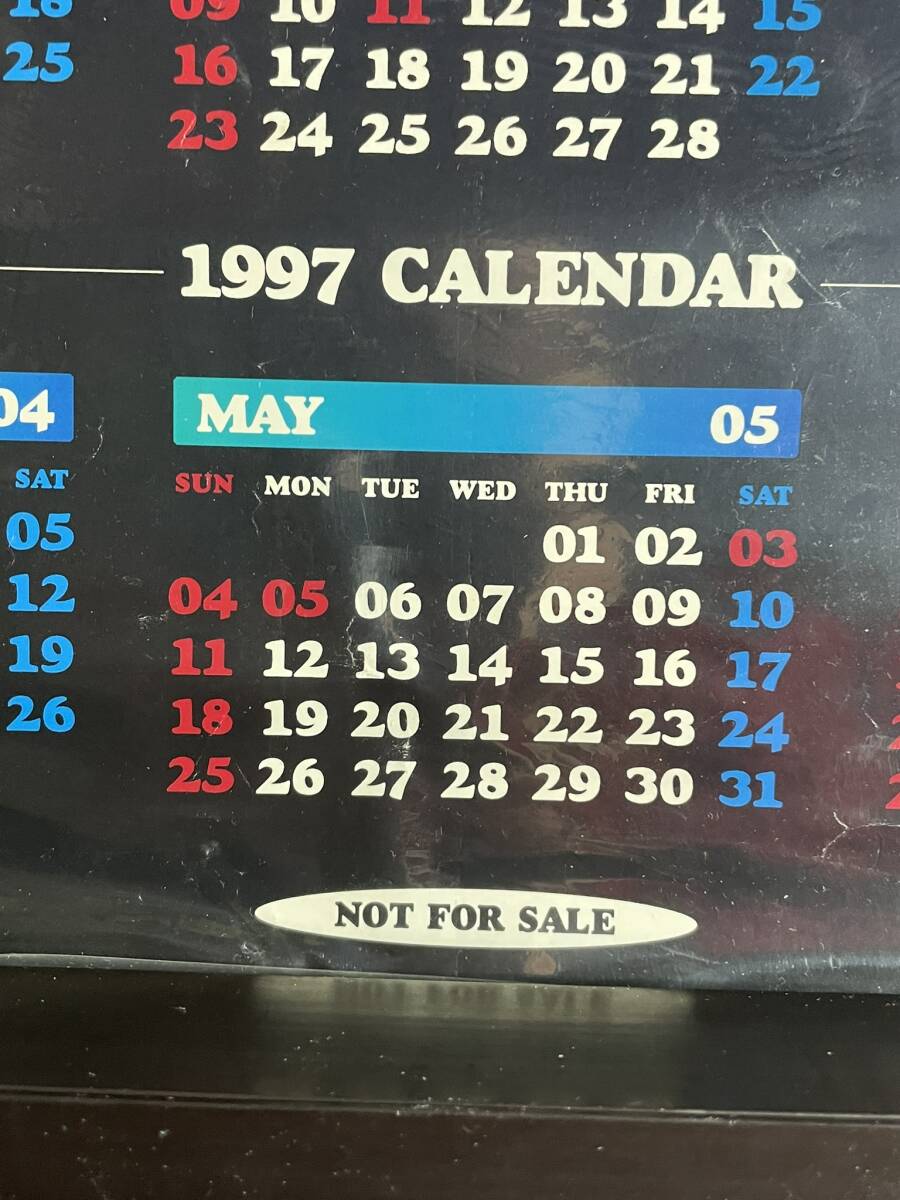 18 09 10 11 12 13 14 15
25 16 17 18 19 20 21 22
23 24 25 26 27 28
1997 CALENDAR
04 MAY 05
SAT SUN MON TUE WED THU FRI SAT
05 01 02 03
12 04 05 06 07 08 09 10
19 11 12 13 14 15 16 17
26 18 19 20 21 22 23 24
25 26 27 28 29 30 31
NOT FOR SALE